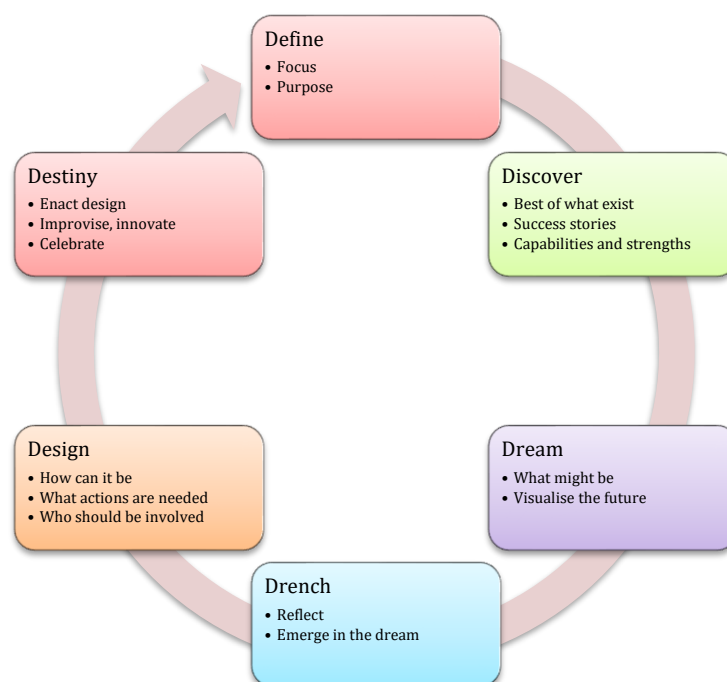 Define
• Focus
• Purpose
Discover
• Best of what exist
• Success stories
• Capabilities and strengths
Dream
• What might be
• Visualise the future
Drench
• Reflect
• Emerge in the dream
Design
• How can it be
• What actions are needed
• Who should be involved
Destiny
• Enact design
• Improvise, innovate
• Celebrate